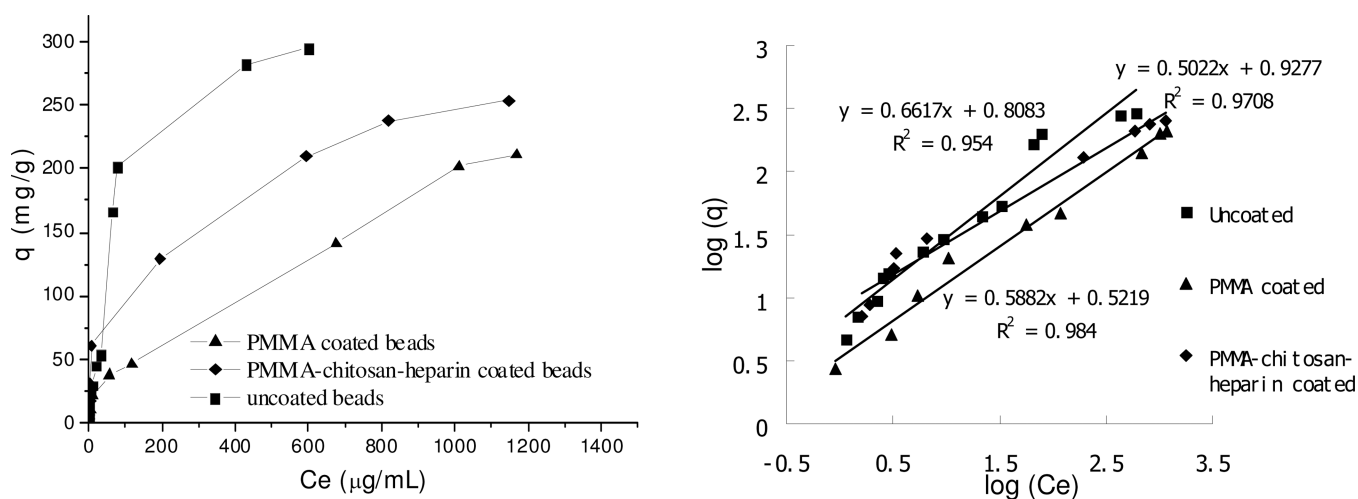 300
250
200
150
100
50
0
q (mg/g)
PMMA coated beads
PMMA-chitosan-heparin coated beads
uncoated beads
0 200 400 600 800 1000 1200 1400
Ce (μg/mL)
3
2.5
2
1.5
1
0.5
0
log (q)
y = 0.5022x + 0.9277
R² = 0.9708
y = 0.6617x + 0.8083
R² = 0.954
y = 0.5882x + 0.5219
R² = 0.984
Uncoated
PMMA coated
PMMA-chitosan-
heparin coated
-0.5 0.5 1.5 2.5 3.5
log (Ce)